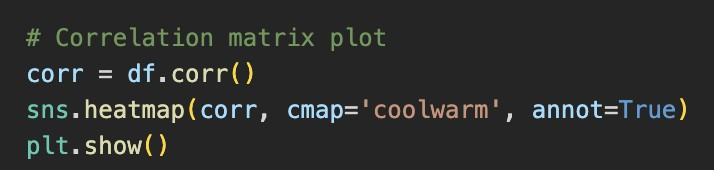 # Correlation matrix plot
corr = df.corr()
sns.heatmap(corr, cmap='coolwarm', annot=True)
plt.show()